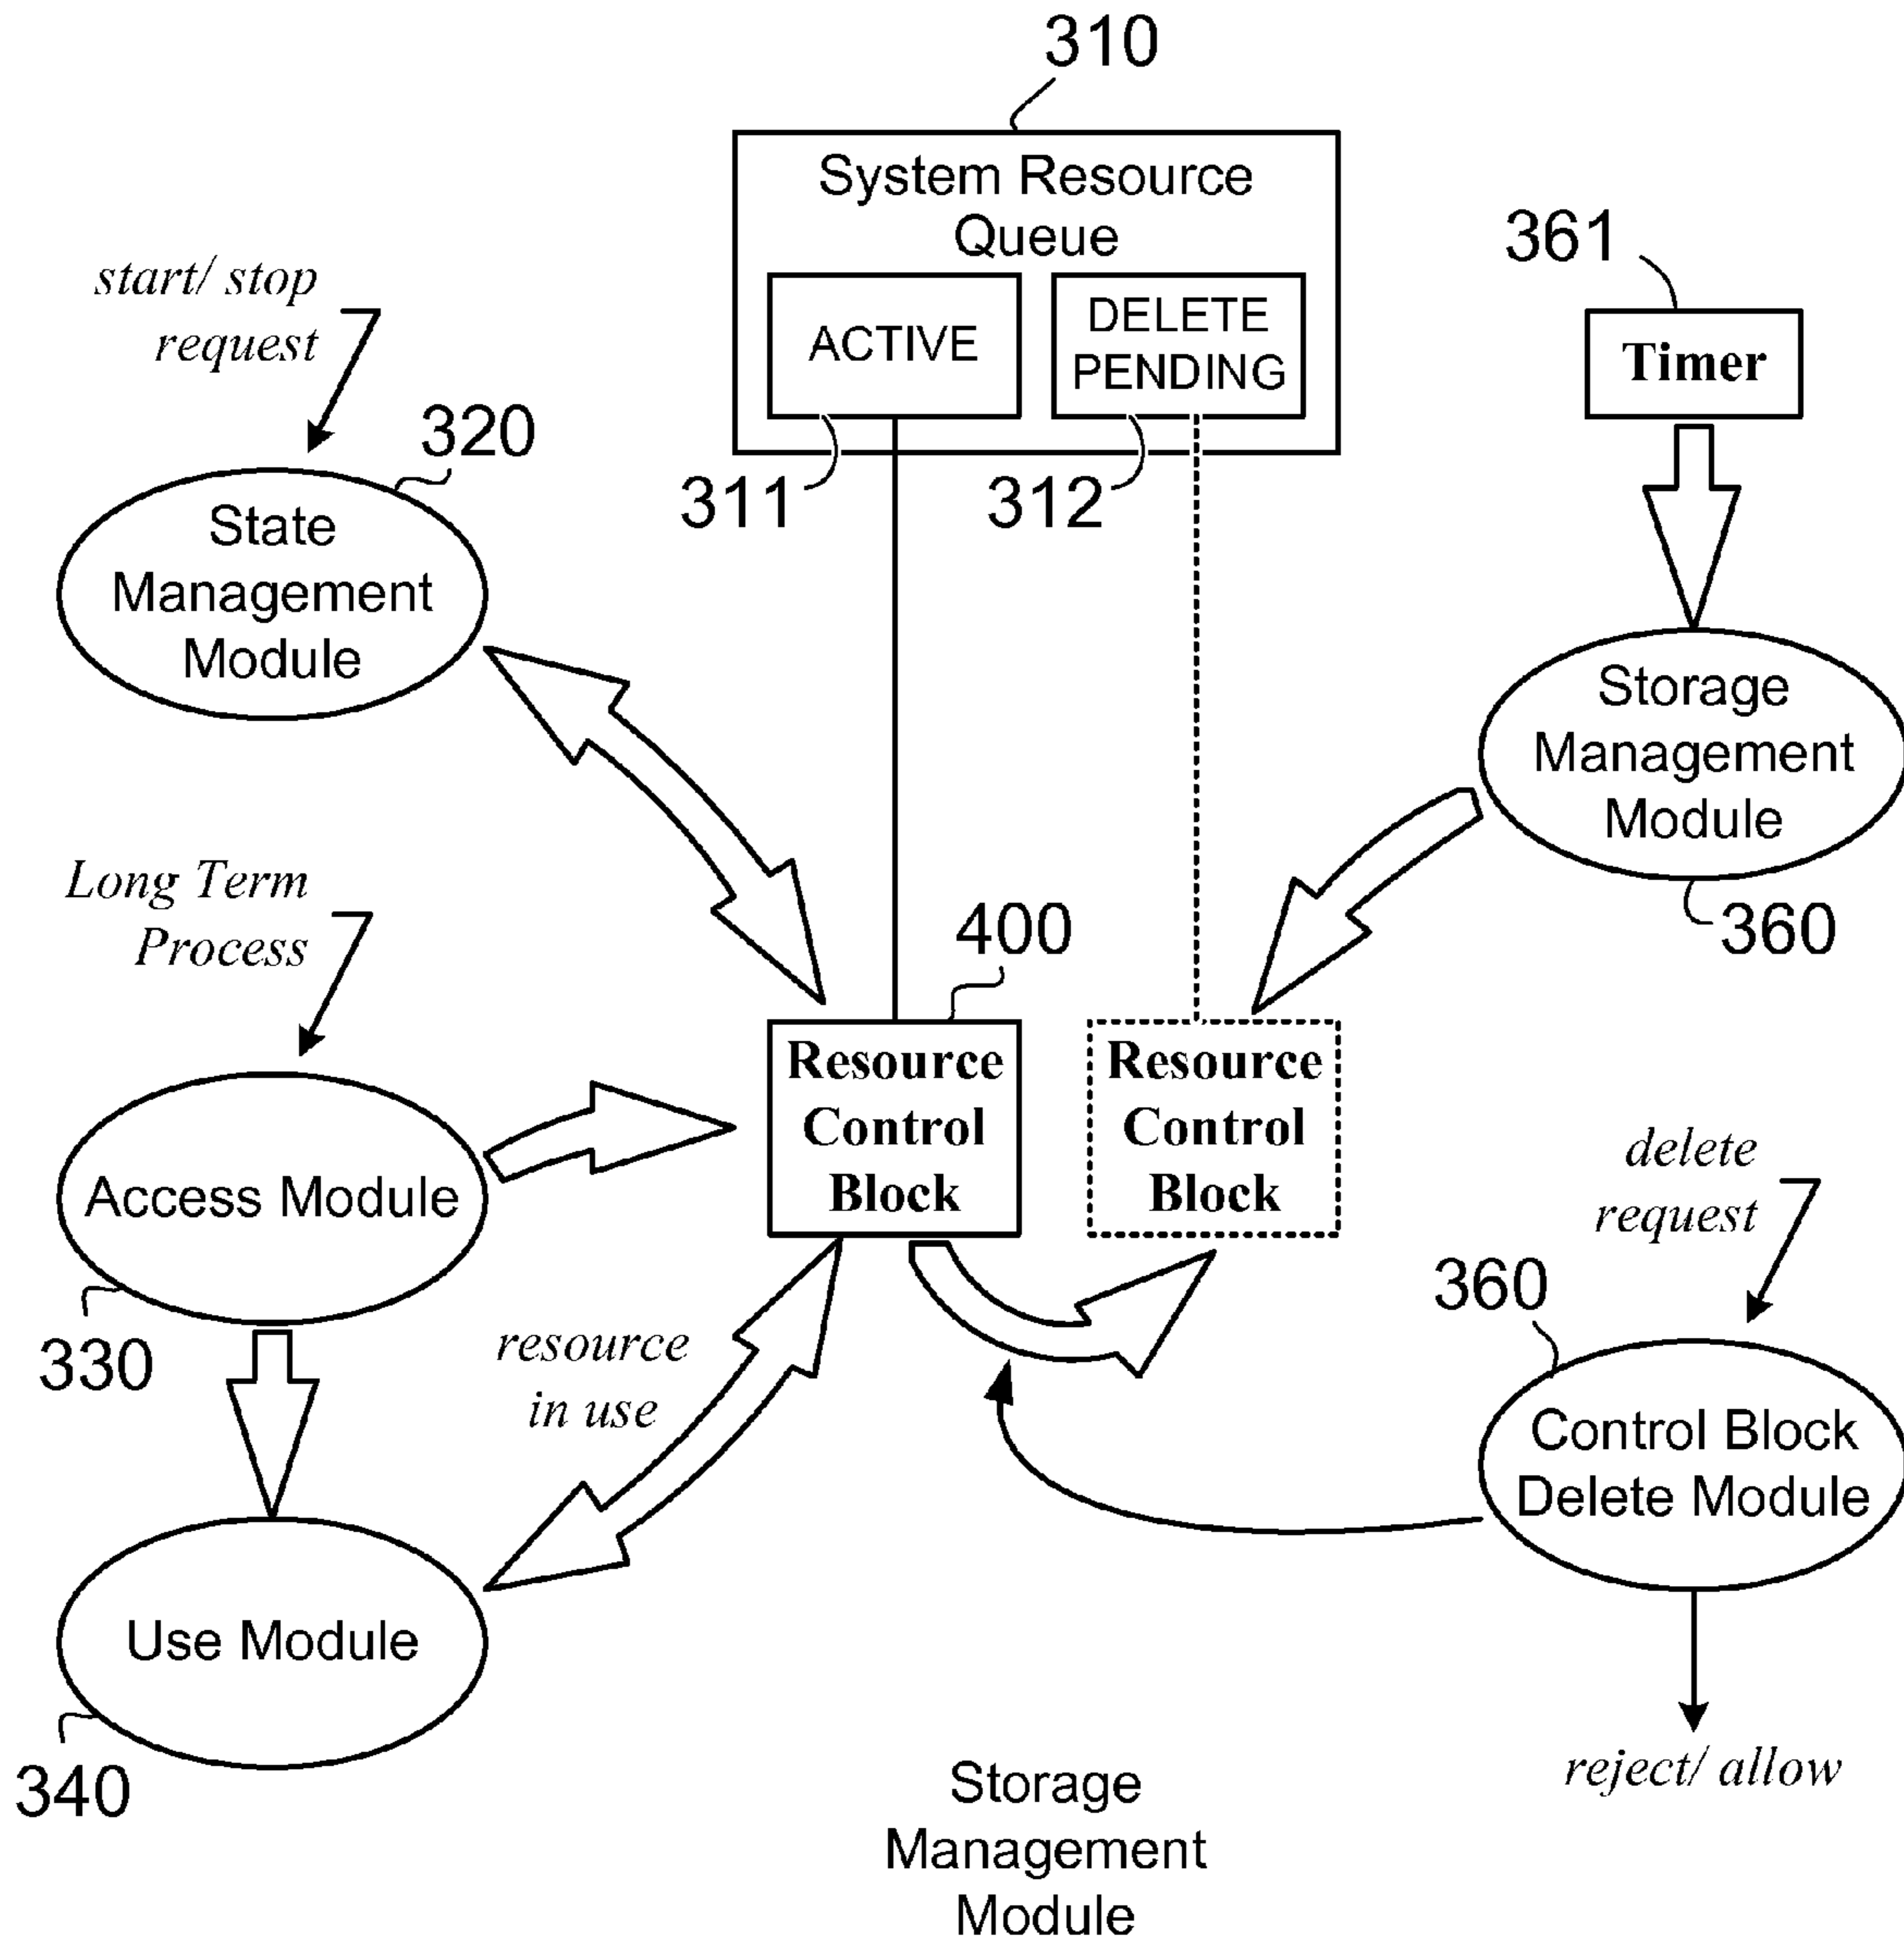 310
System Resource
Queue
ACTIVE
DELETE
PENDING
311
312
361
Timer
start/ stop
request
320
State
Management
Module
Storage
Management
Module
360
Long Term
Process
400
Resource
Control
Block
Resource
Control
Block
Access Module
330
delete
request
360
resource
in use
Control Block
Delete Module
Use Module
340
reject/ allow
Storage
Management
Module